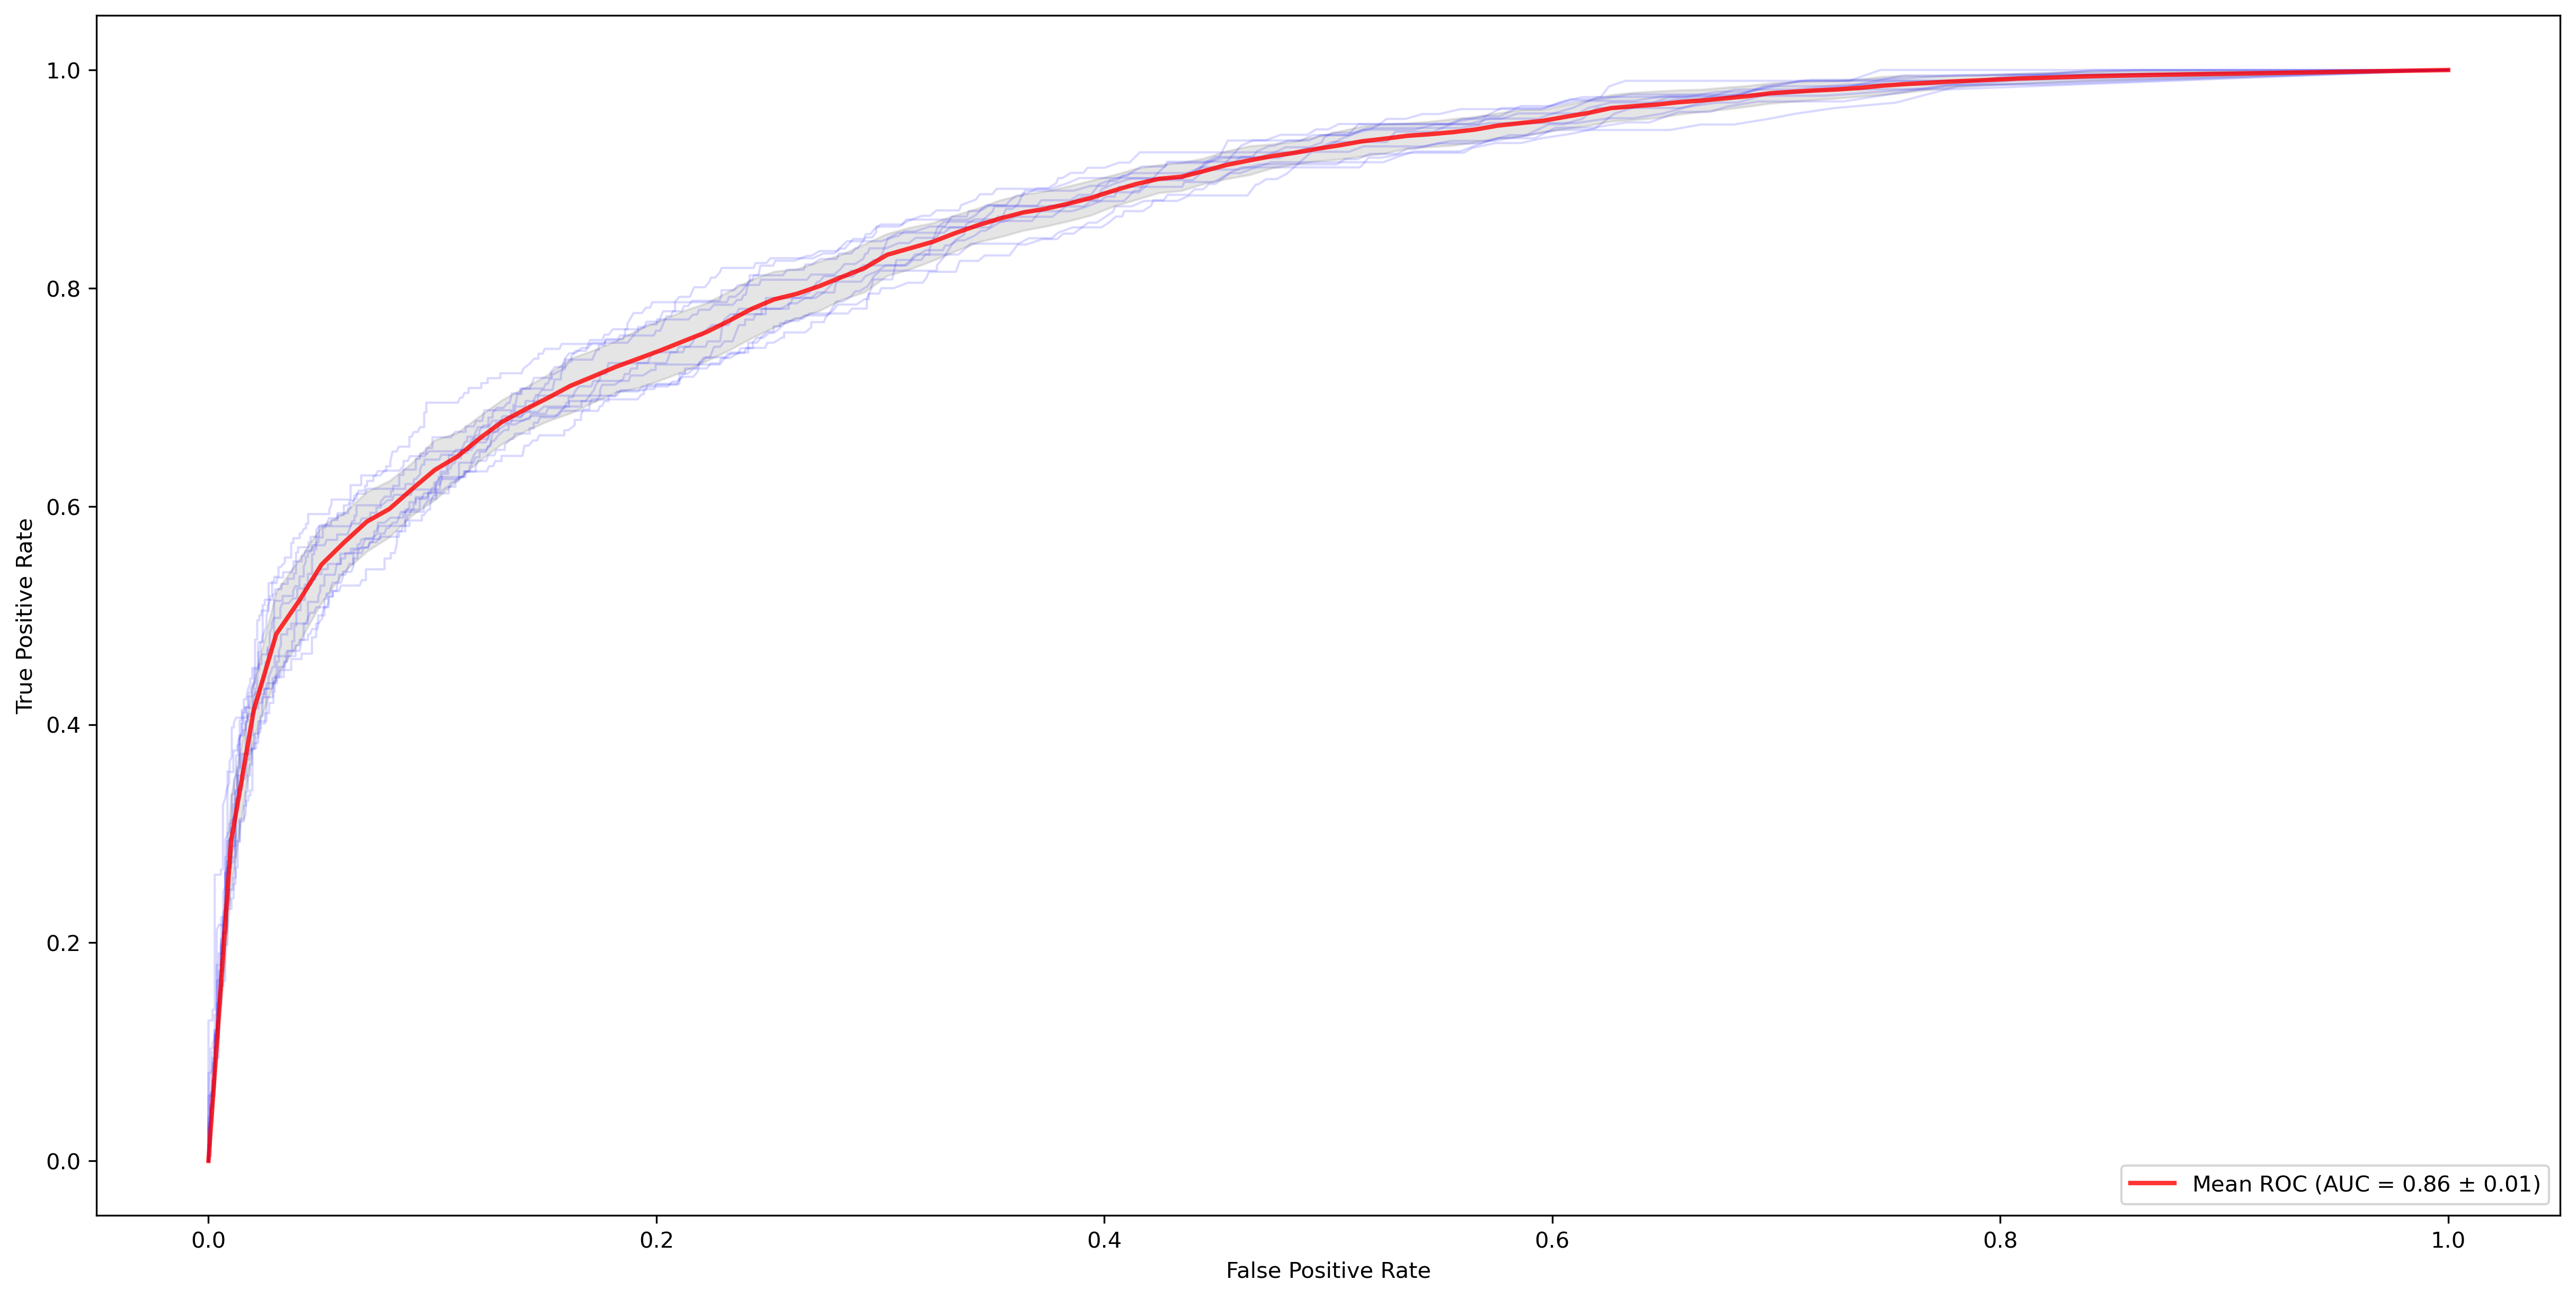 1.0
0.8
0.6
0.4
0.2
0.0
True Positive Rate
Mean ROC (AUC = 0.86 ± 0.01)
0.0 0.2 0.4 0.6 0.8 1.0
False Positive Rate